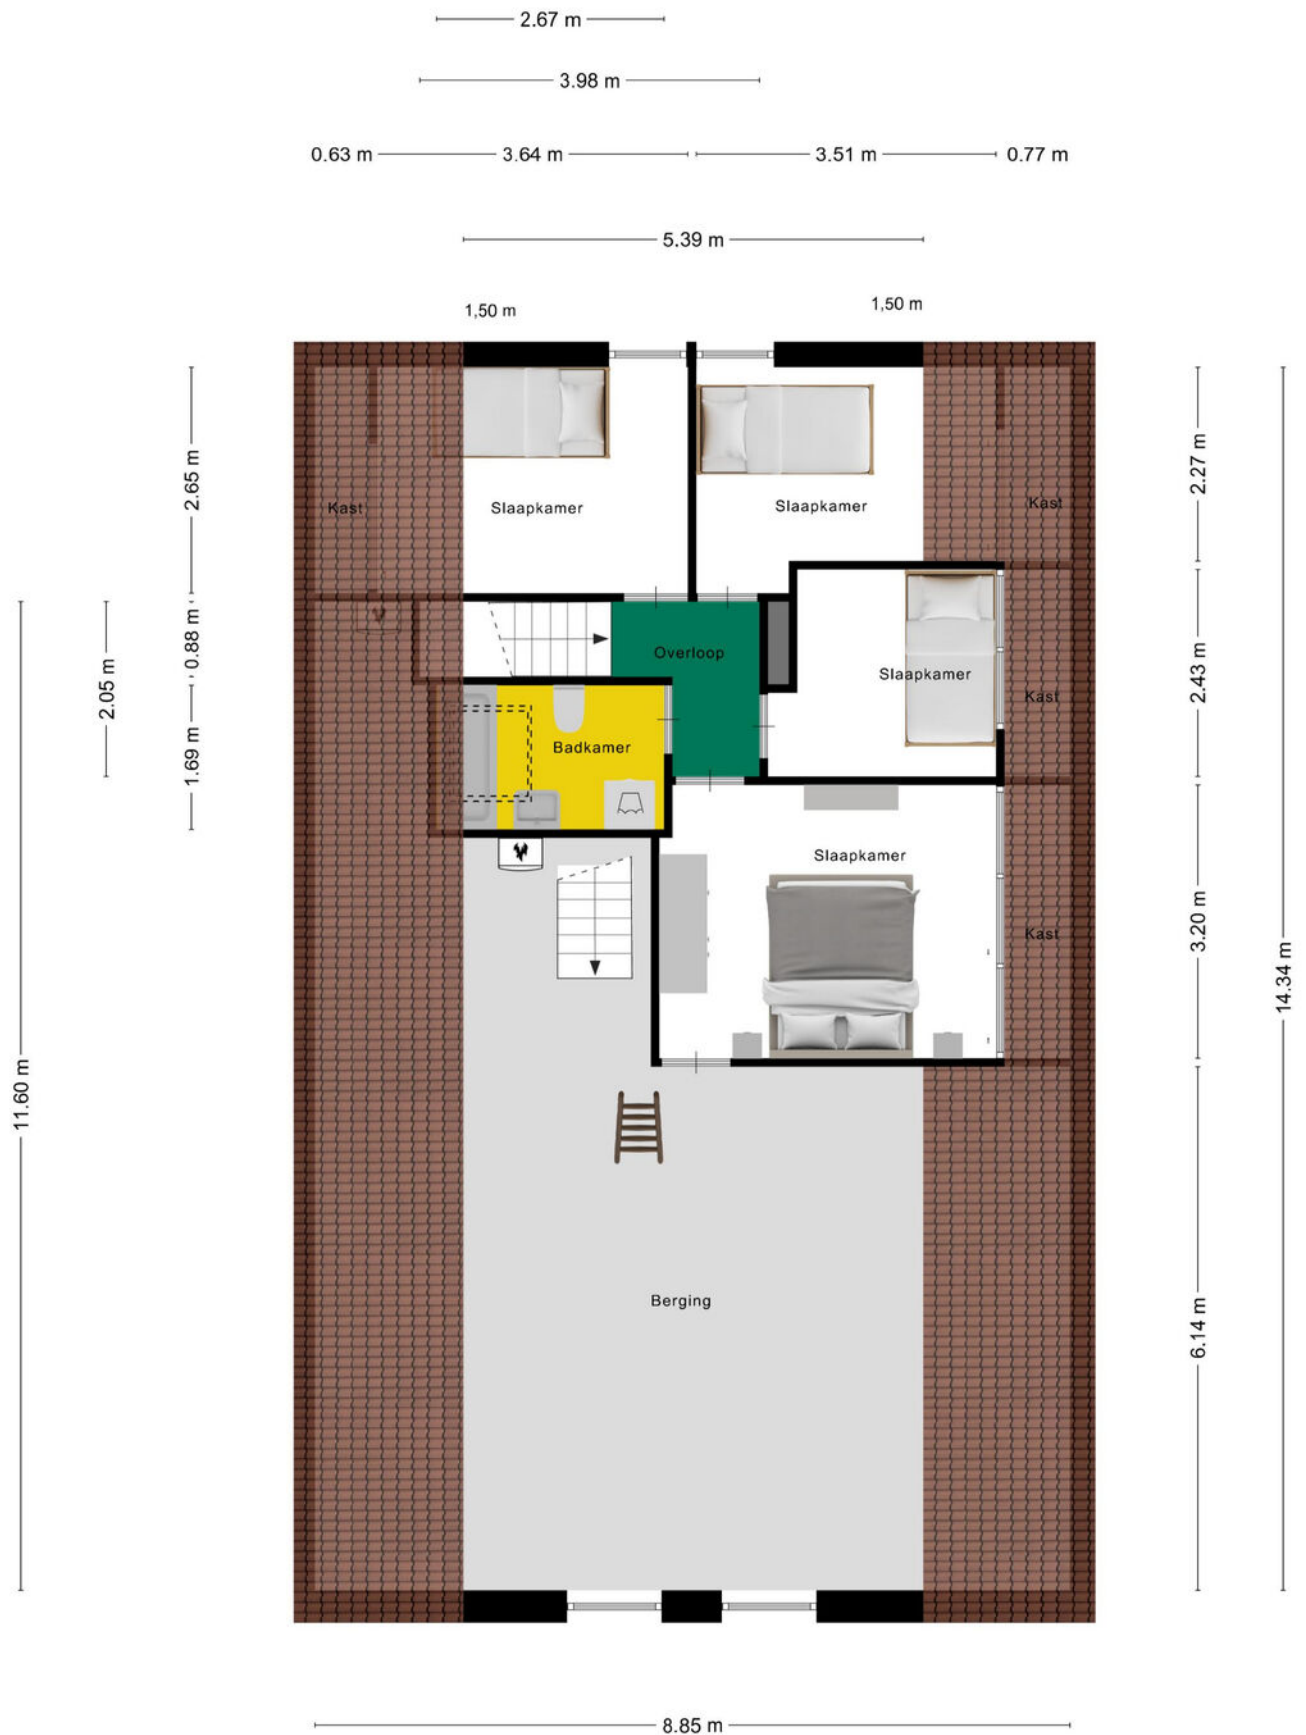 2.67 m
3.98 m
0.63 m 3.64 m 3.51 m 0.77 m
5.39 m
1,50 m 1,50 m
2.65 m
2.27 m
Kast
Slaapkamer
Slaapkamer
Kast
0.88 m
2.05 m
1.69 m
Overloop
Slaapkamer
Kast
2.43 m
Badkamer
Slaapkamer
Kast
3.20 m
14.34 m
11.60 m
Berging
6.14 m
8.85 m